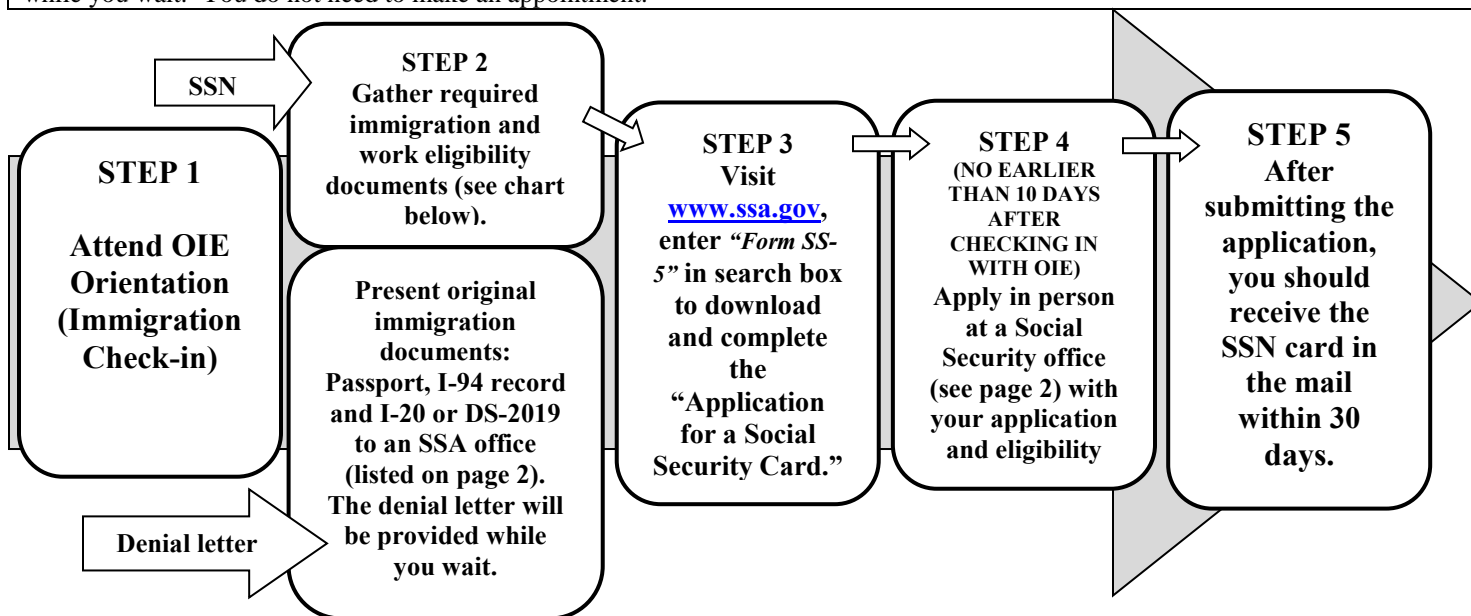 while you wait. You do not need to make an appointment.
SSN
STEP 1
Attend OIE
Orientation
(Immigration
Check-in)
STEP 2
Gather required
immigration and
work eligibility
documents (see chart
below).
Present original
immigration
documents:
Passport, I-94 record
and I-20 or DS-2019
to an SSA office
(listed on page 2).
The denial letter will
be provided while
you wait.
Denial letter
STEP 3
Visit
www.ssa.gov,
enter “Form SS-
5” in search box
to download
and complete
the
“Application
for a Social
Security Card.”
STEP 4
(NO EARLIER
THAN 10 DAYS
AFTER
CHECKING IN
WITH OIE)
Apply in person
at a Social
Security office
(see page 2) with
your application
and eligibility
STEP 5
After
submitting the
application,
you should
receive the
SSN card in
the mail
within 30
days.